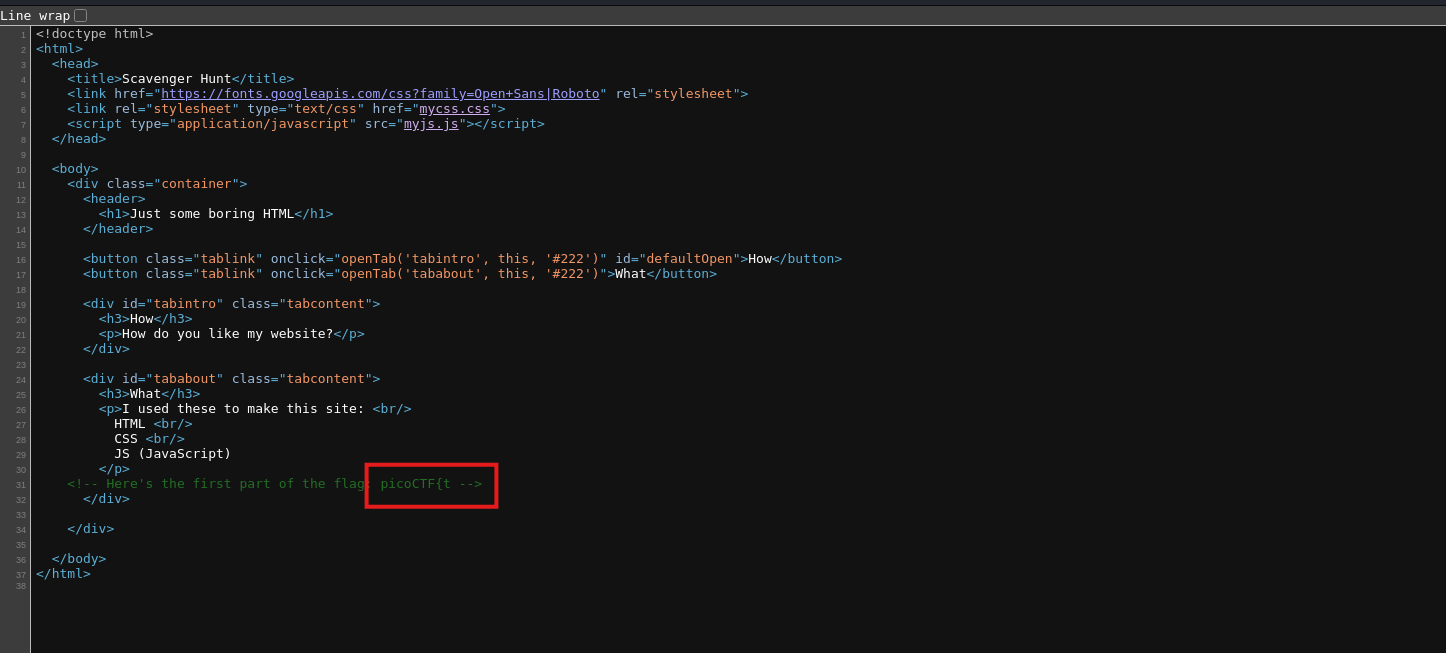 Line wrap
1 <!doctype html>
2 <html>
3 <head>
4 <title>Scavenger Hunt</title>
5 <link href="https://fonts.googleapis.com/css?family=Open+Sans|Roboto" rel="stylesheet">
6 <link rel="stylesheet" type="text/css" href="mycss.css">
7 <script type="application/javascript" src="myjs.js"></script>
8 </head>
9
10 <body>
11 <div class="container">
12 <header>
13 <h1>Just some boring HTML</h1>
14 </header>
15
16 <button class="tablink" onclick="openTab('tabintro', this, '#222')" id="defaultOpen">How</button>
17 <button class="tablink" onclick="openTab('tababout', this, '#222')">What</button>
18
19 <div id="tabintro" class="tabcontent">
20 <h3>How</h3>
21 <p>How do you like my website?</p>
22 </div>
23
24 <div id="tababout" class="tabcontent">
25 <h3>What</h3>
26 <p>I used these to make this site: <br/>
27 HTML <br/>
28 CSS <br/>
29 JS (JavaScript)
30 </p>
31 <!-- Here's the first part of the flag: picoCTF{t -->
32 </div>
33
34 </div>
35
36 </body>
37 </html>
38